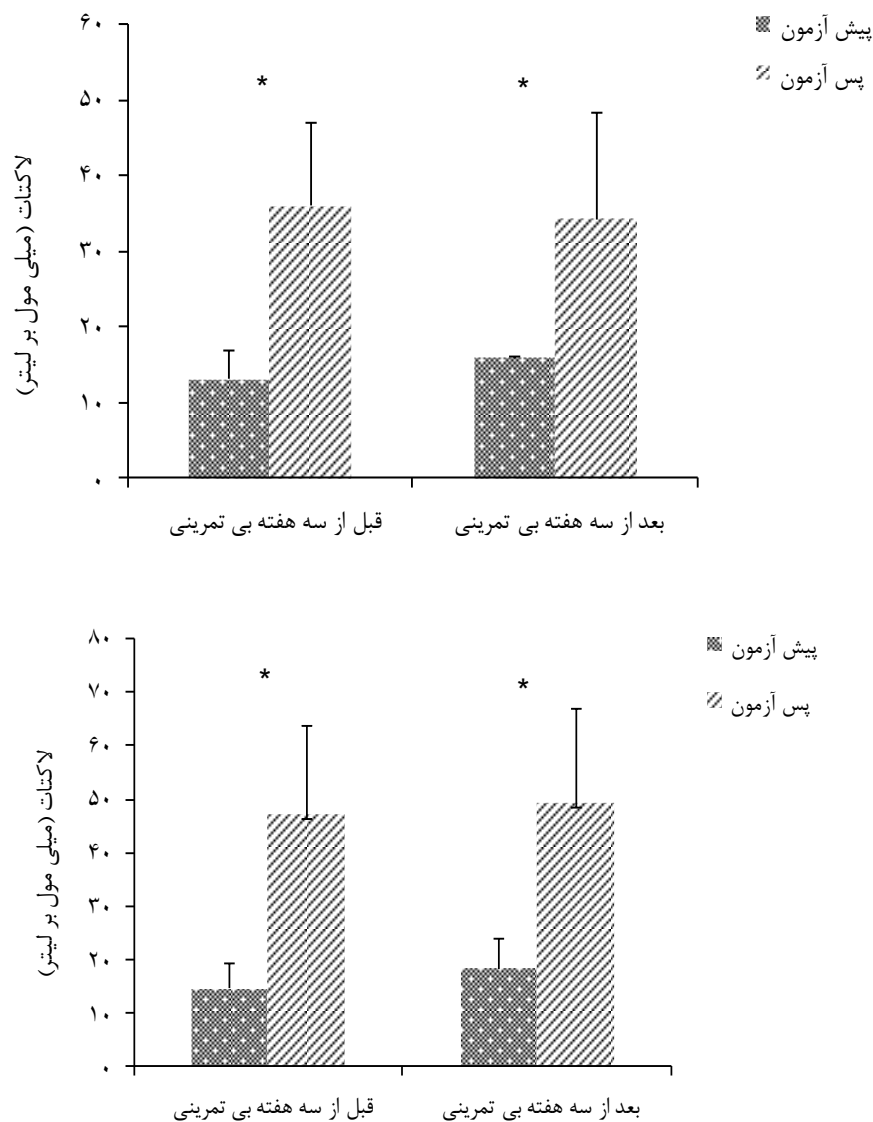 پیش آزمون
پس آزمون
*
*
لاکتات (میلی مول بر لیتر)
۶۰
۵۰
۴۰
۳۰
۲۰
۱۰
۰
قبل از سه هفته بی تمرینی
بعد از سه هفته بی تمرینی
پیش آزمون
پس آزمون
*
*
لاکتات (میلی مول بر لیتر)
۸۰
۷۰
۶۰
۵۰
۴۰
۳۰
۲۰
۱۰
۰
قبل از سه هفته بی تمرینی
بعد از سه هفته بی تمرینی